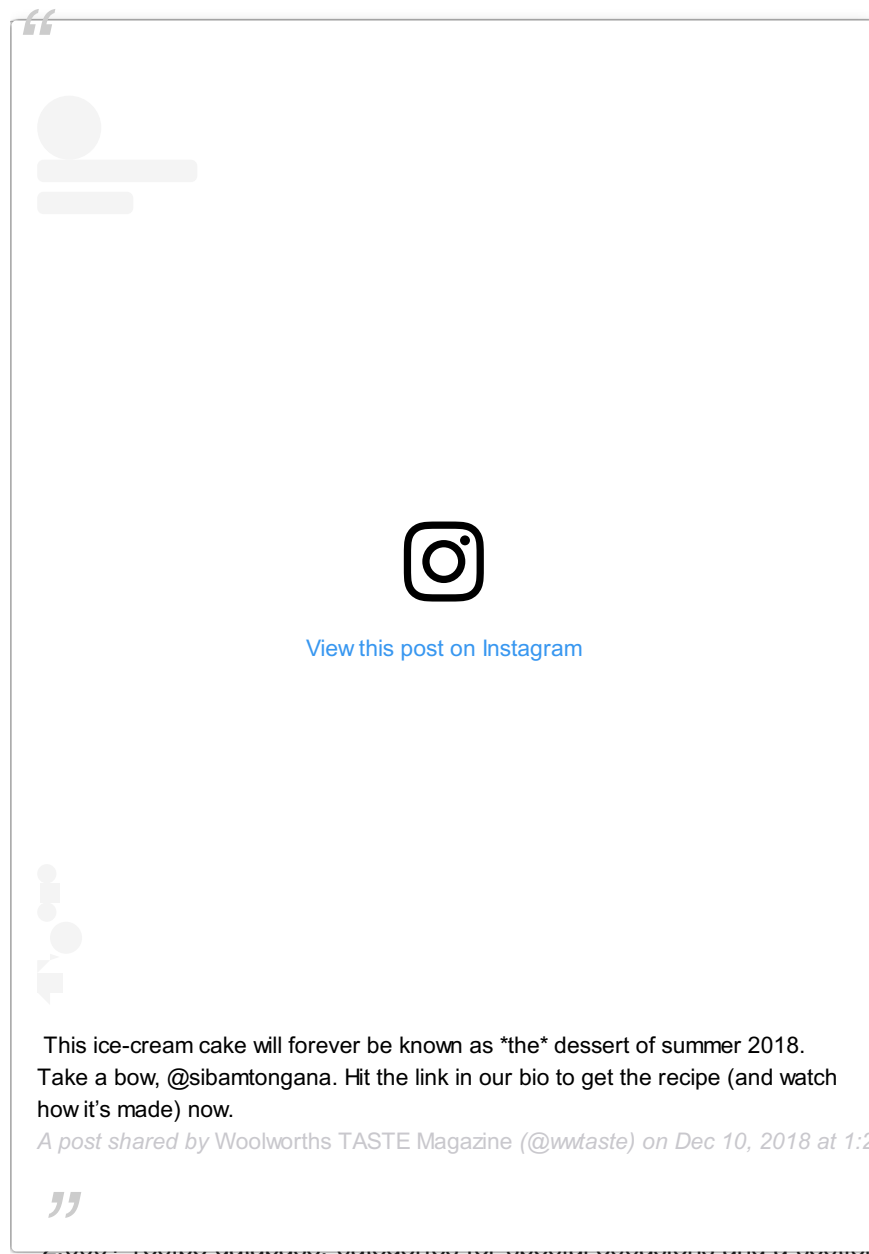 “
View this post on Instagram
This ice-cream cake will forever be known as *the* dessert of summer 2018.
Take a bow, @sibamtongana. Hit the link in our bio to get the recipe (and watch
how it’s made) now.
A post shared by Woolworths TASTE Magazine (@wwtaste) on Dec 10, 2018 at 1:2
”